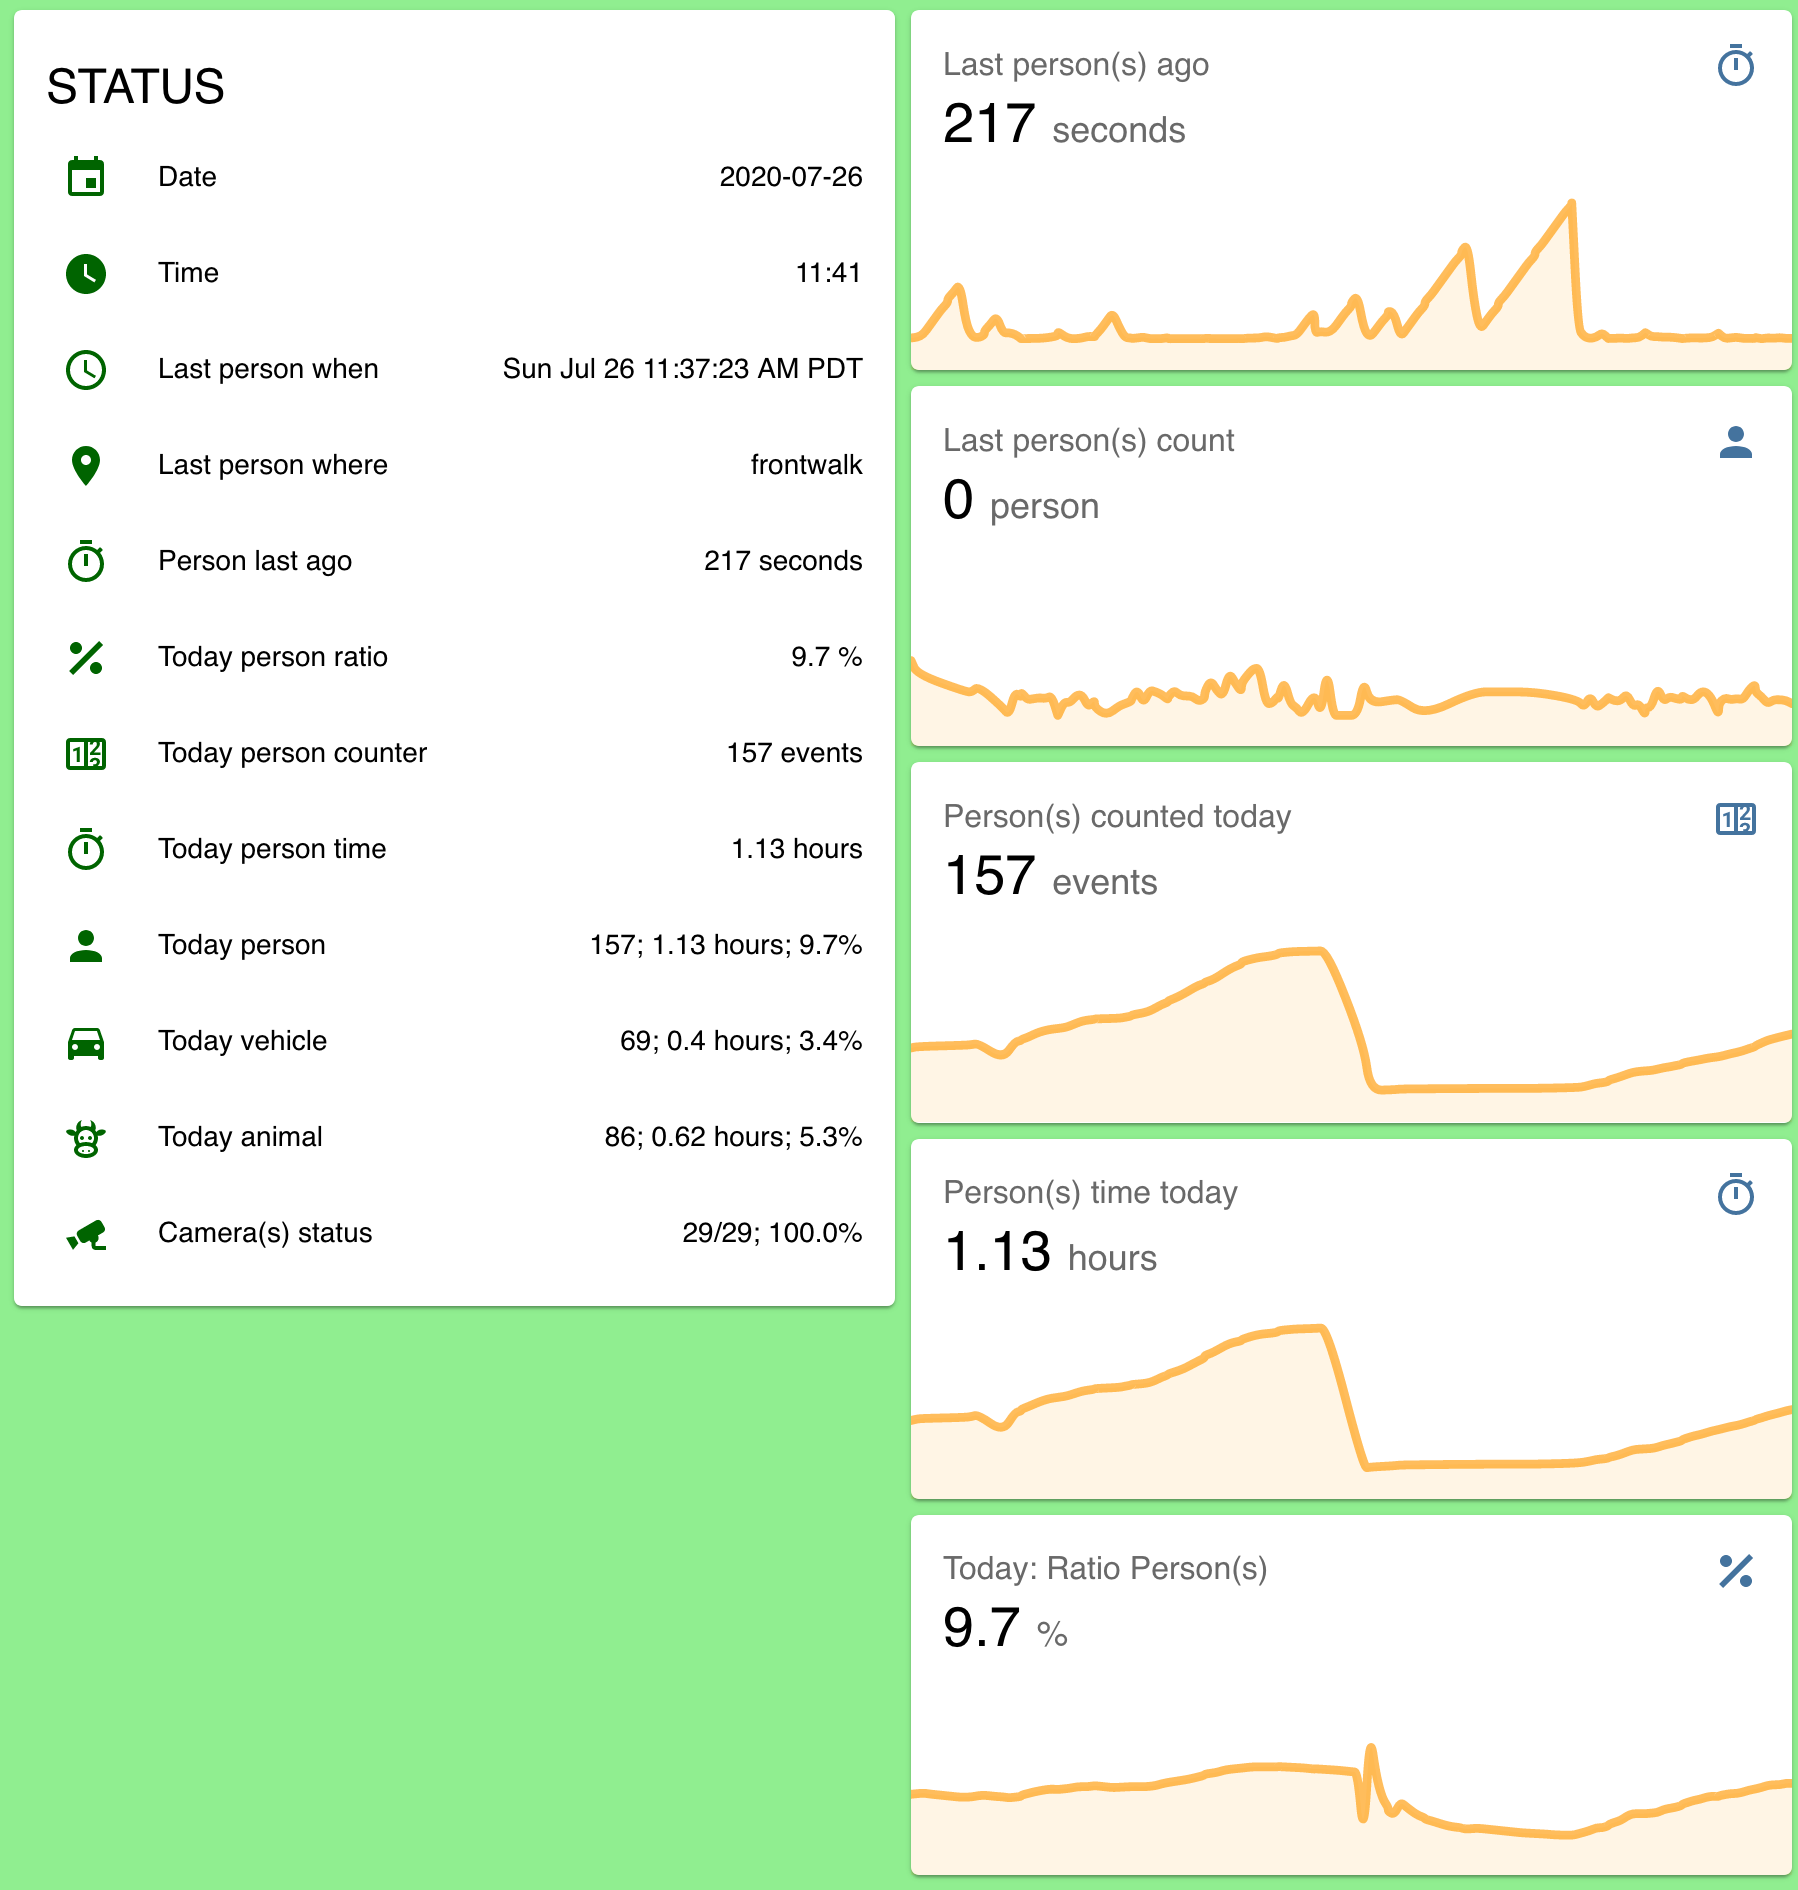 STATUS
Date 2020-07-26
Time 11:41
Last person when Sun Jul 26 11:37:23 AM PDT
Last person where frontwalk
Person last ago 217 seconds
Today person ratio 9.7 %
Today person counter 157 events
Today person time 1.13 hours
Today person 157; 1.13 hours; 9.7%
Today vehicle 69; 0.4 hours; 3.4%
Today animal 86; 0.62 hours; 5.3%
Camera(s) status 29/29; 100.0%
Last person(s) ago
217 seconds
Last person(s) count
0 person
Person(s) counted today
157 events
Person(s) time today
1.13 hours
Today: Ratio Person(s)
9.7 %